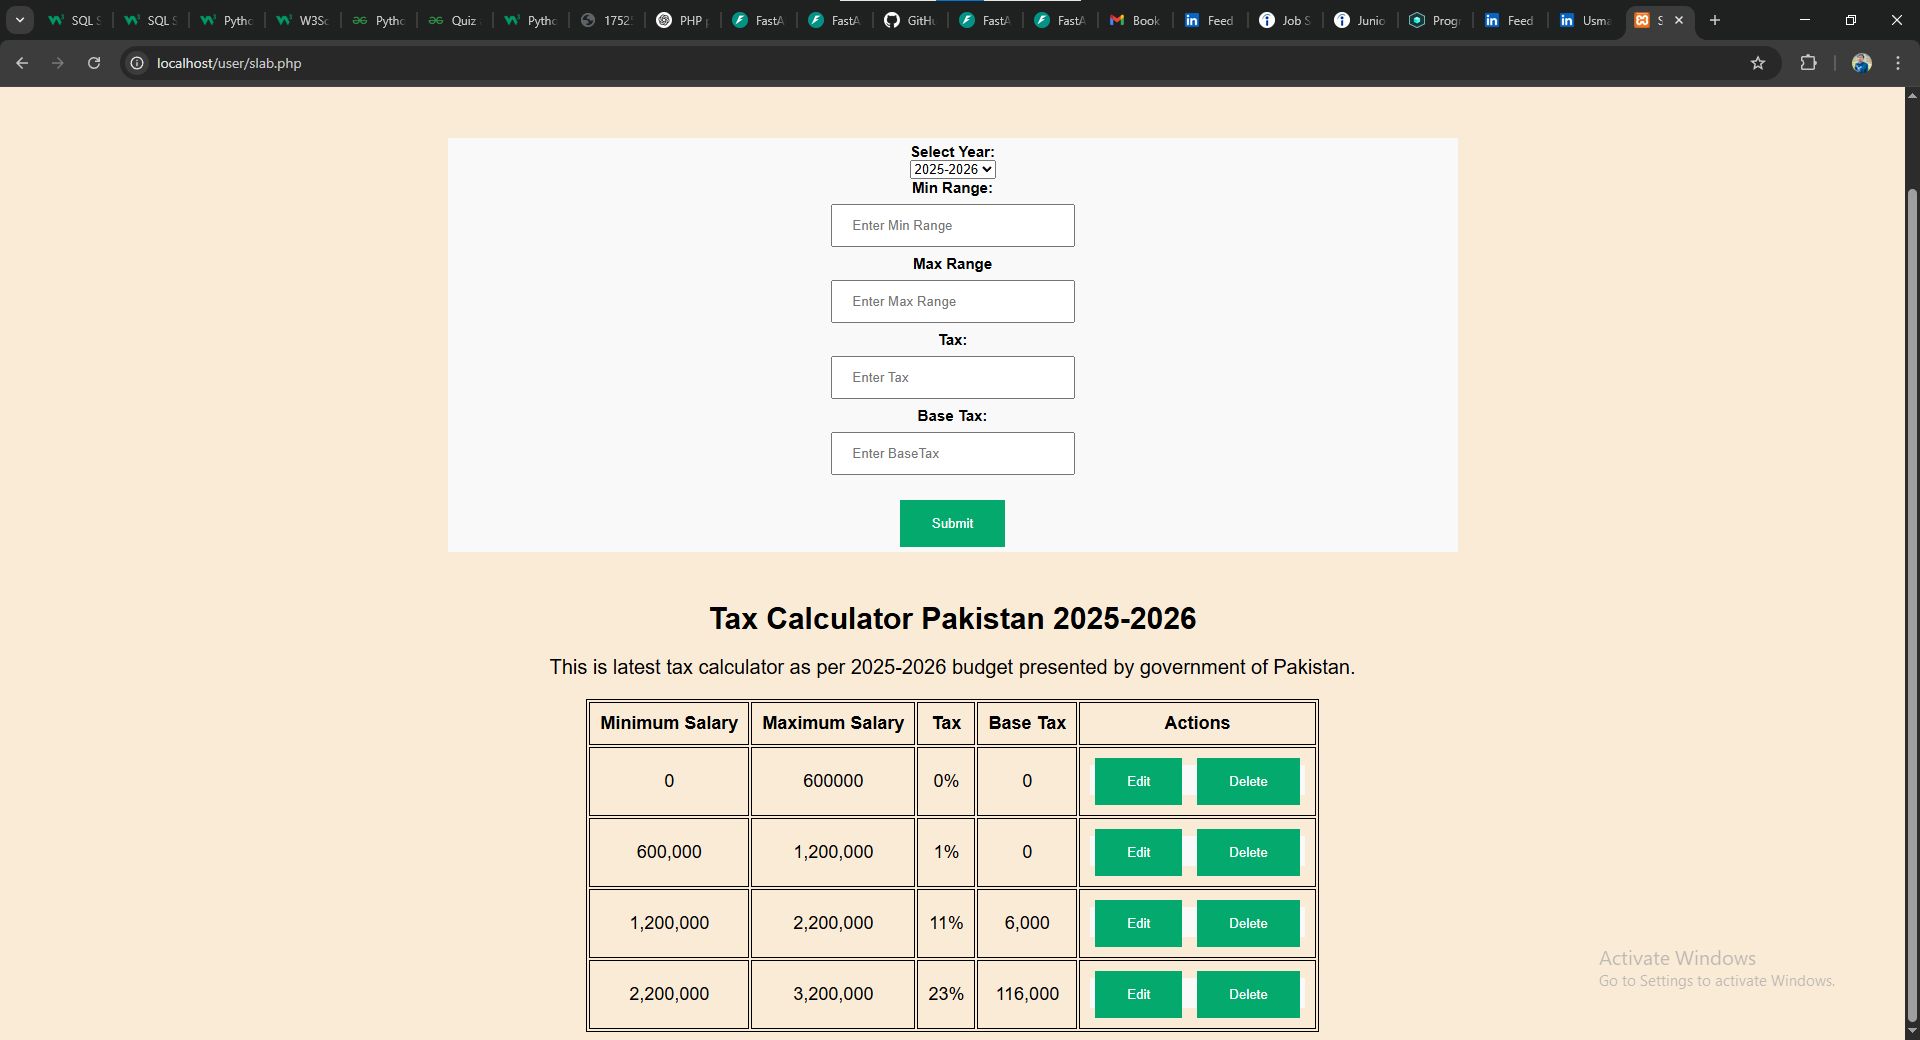 SQL S SQL S Pytho W3Sc Pytho Quiz Pytho 1752 PHP FastA FastA GitHu FastA FastA Book Feed Job S Junio Progr Feed Usma S
localhost/user/slab.php
Select Year:
2025-2026
Min Range:
Enter Min Range
Max Range
Enter Max Range
Tax:
Enter Tax
Base Tax:
Enter BaseTax
Submit
Tax Calculator Pakistan 2025-2026
This is latest tax calculator as per 2025-2026 budget presented by government of Pakistan.
Minimum Salary Maximum Salary Tax Base Tax Actions
0 600000 0% 0 Edit Delete
600,000 1,200,000 1% 0 Edit Delete
1,200,000 2,200,000 11% 6,000 Edit Delete
2,200,000 3,200,000 23% 116,000 Edit Delete
Activate Windows
Go to Settings to activate Windows.